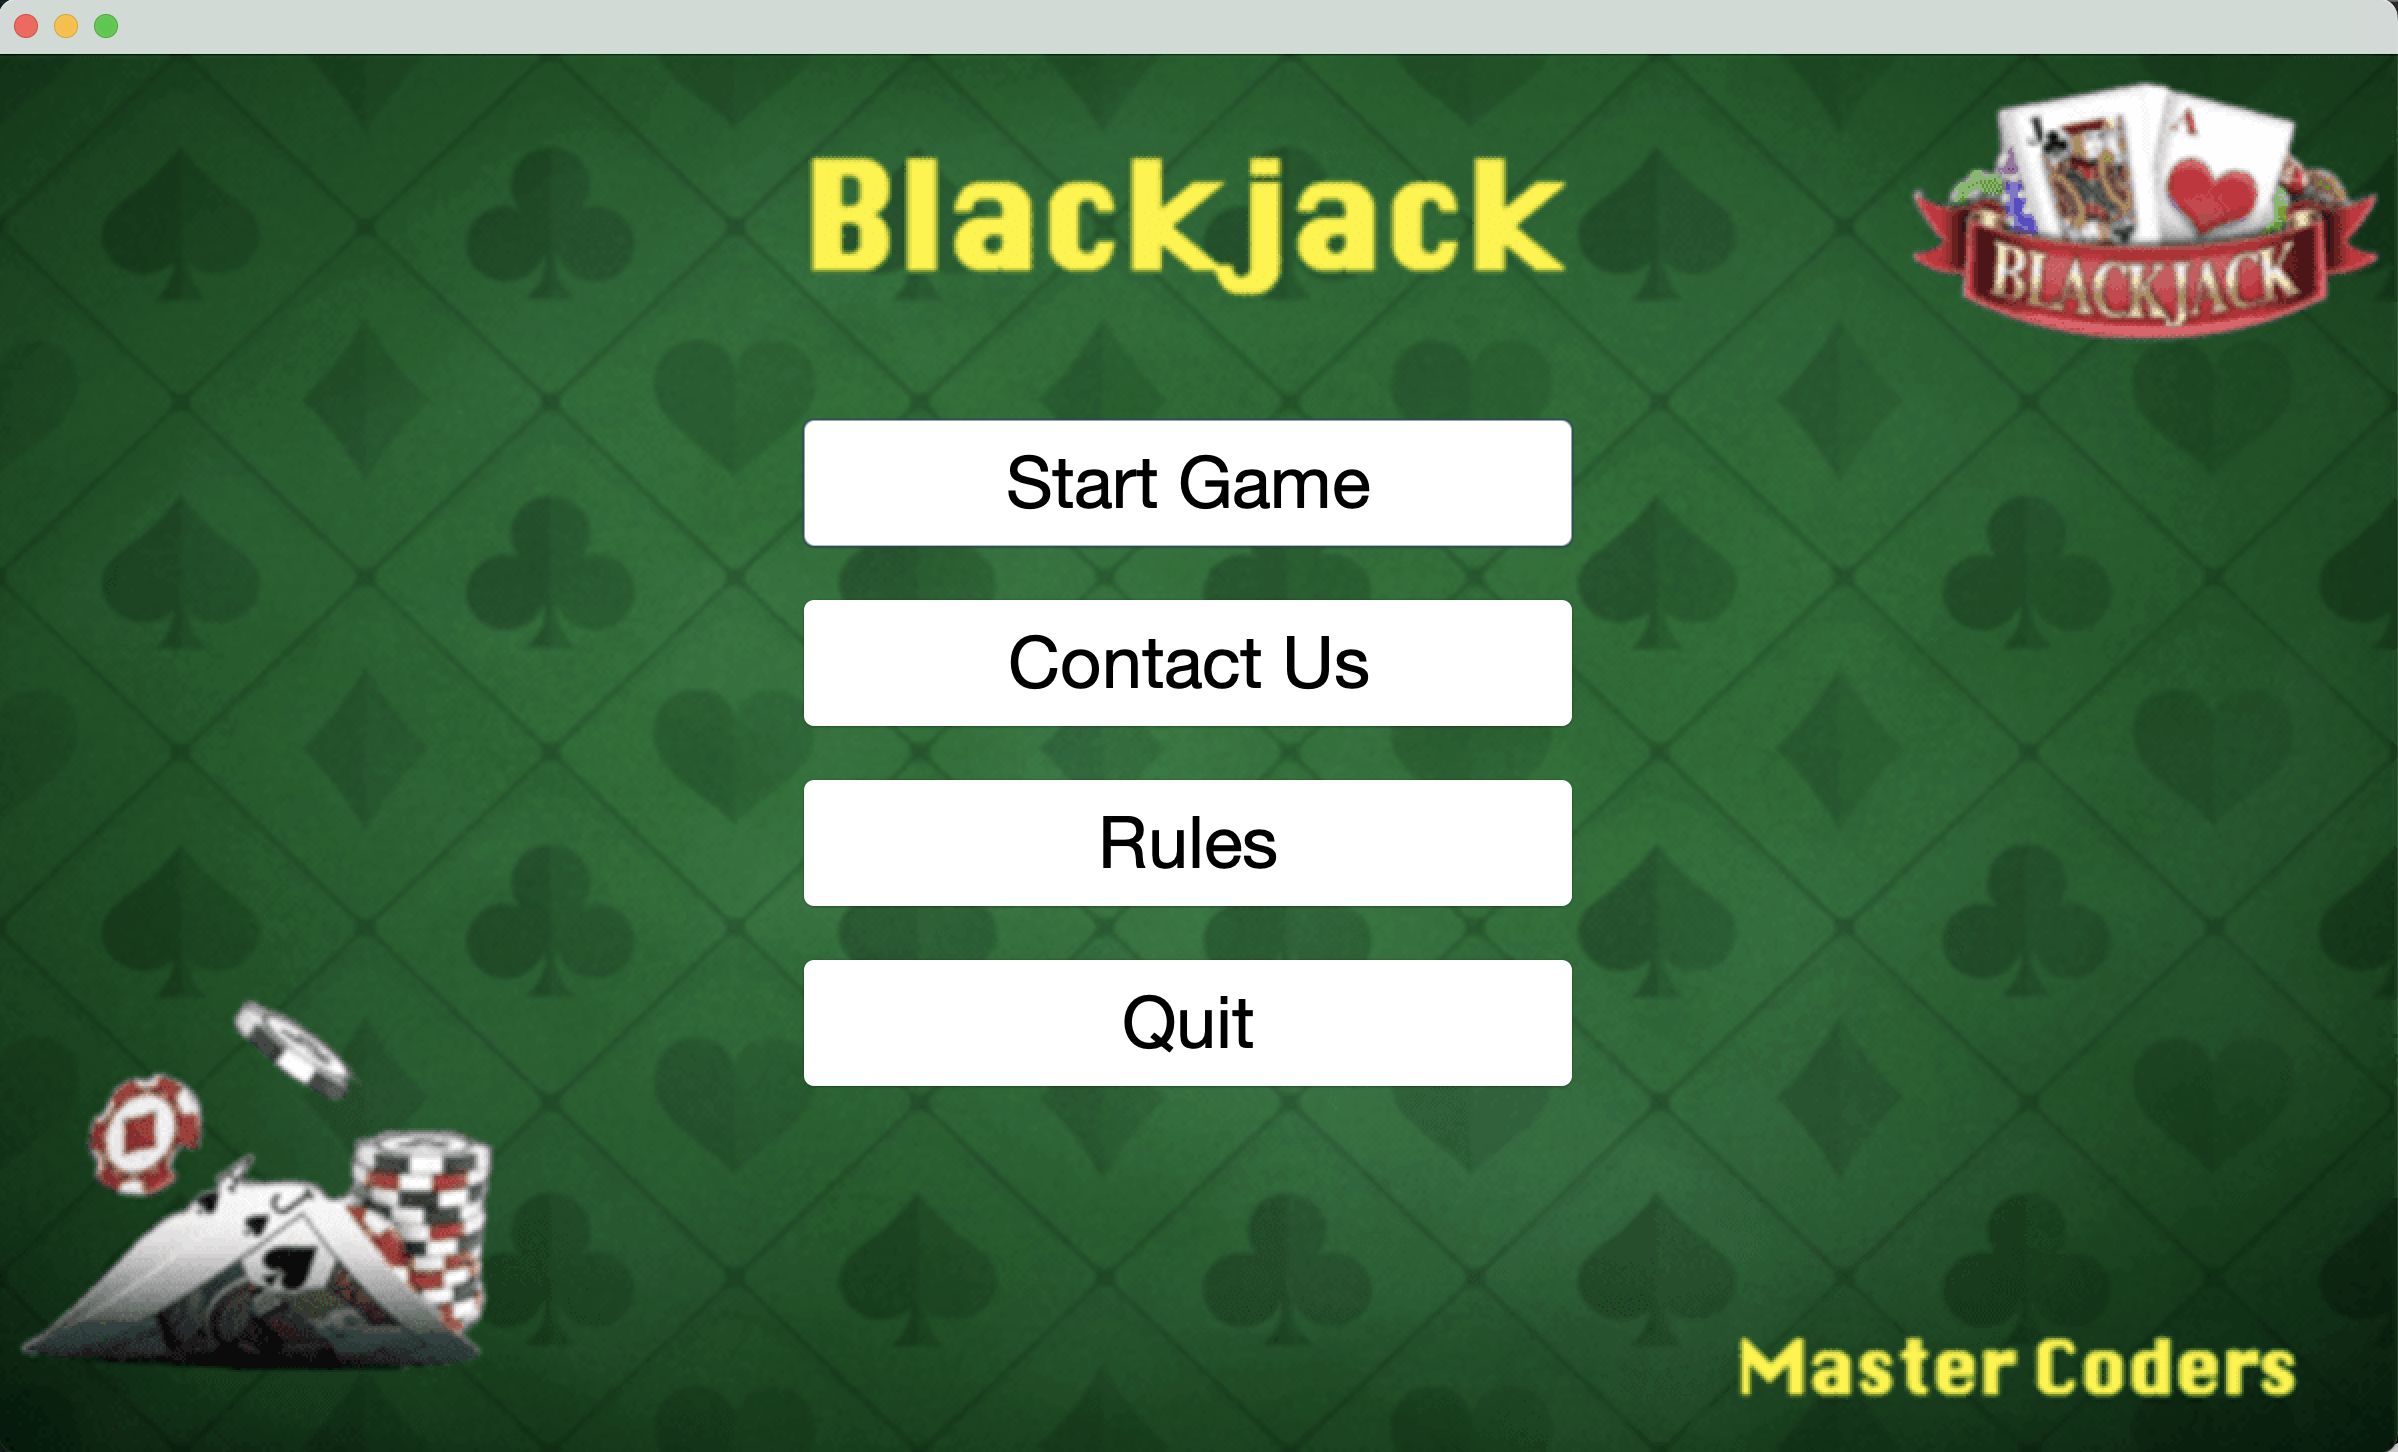 Blackjack
J
A
BLACKJACK
Start Game
Contact Us
Rules
Quit
J
Master Coders